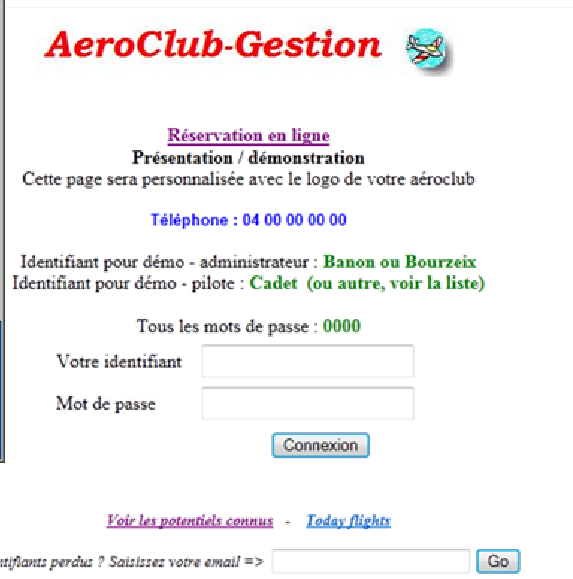 AeroClub-Gestion
Réservation en ligne
Présentation / démonstration
Cette page sera personnalisée avec le logo de votre aéroclub
Téléphone : 04 00 00 00 00
Identifiant pour démo - administrateur : Banon ou Bourzeix
Identifiant pour démo - pilote : Cadet (ou autre, voir la liste)
Tous les mots de passe : 0000
Votre identifiant
Mot de passe
Connexion
Voir les potentiels connus - Today flights
perdus ? Saisissez votre email => Go